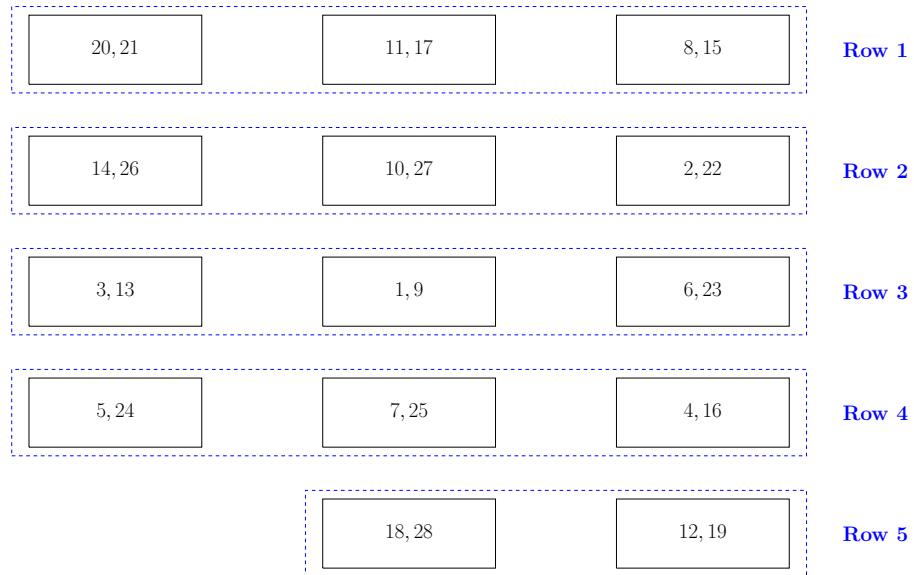 20, 21 11, 17 8, 15 Row 1
14, 26 10, 27 2, 22 Row 2
3, 13 1, 9 6, 23 Row 3
5, 24 7, 25 4, 16 Row 4
18, 28 12, 19 Row 5